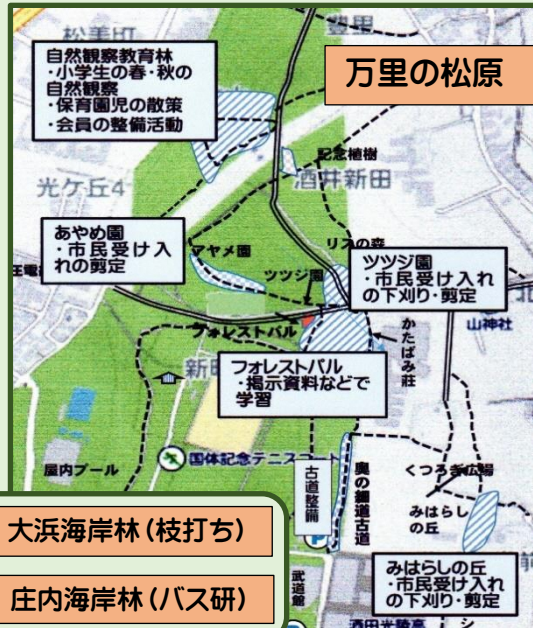 松美町
豊里
万里の松原
自然観察教育林
・小学生の春・秋の
自然観察
・保育園児の散策
・会員の整備活動
記念植樹
光ケ丘4
酒井新田
あやめ園
・市民受け入
れの剪定
アヤメ園
リスの森
ツツジ園
ツツジ園
・市民受け入れ
の下刈り・剪定
山神社
かたばみ荘
フォレストパル
フォレストパル
・掲示資料などで
学習
国体記念テニスコート
屋内プール
古道整備
奥の細道古道
くつろぎ広場
みはらし
の丘
大浜海岸林(枝打ち)
庄内海岸林(バス研)
武道館
みはらしの丘
・市民受け入れ
の下刈り・剪定
酒田光陵高